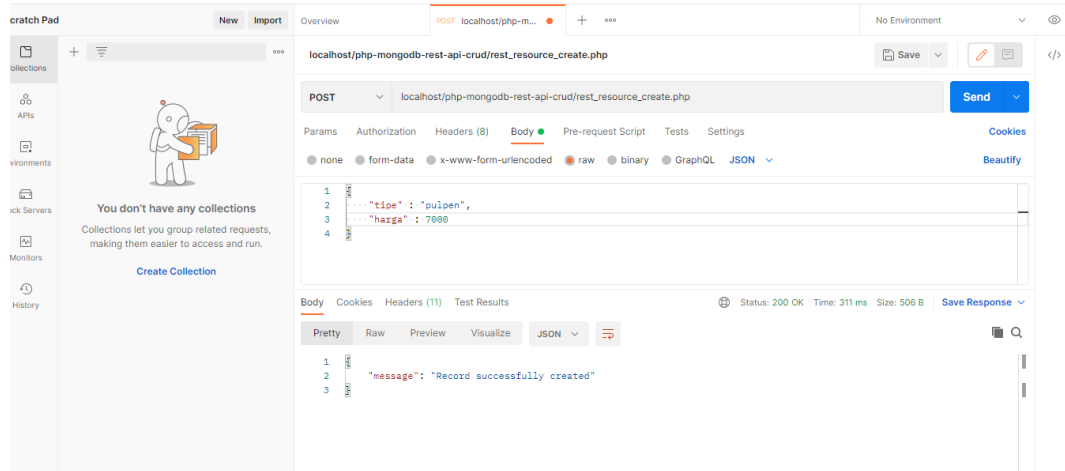 cratch Pad
New
Import
Overview
POST localhost/php-m...
No Environment
localhost/php-mongodb-rest-api-crud/rest_resource_create.php
Save
POST
localhost/php-mongodb-rest-api-crud/rest_resource_create.php
Send
Params
Authorization
Headers (8)
Body
Pre-request Script
Tests
Settings
Cookies
none
form-data
x-www-form-urlencoded
raw
binary
GraphQL
JSON
Beautify
ollections
APIs
vironments
ock Servers
Monitors
History
You don't have any collections
Collections let you group related requests,
making them easier to access and run.
Create Collection
1 {
2 "tipe" : "pulpen",
3 "harga" : 7000
4 }
Body
Cookies
Headers (11)
Test Results
Status: 200 OK
Time: 311 ms
Size: 506 B
Save Response
Pretty
Raw
Preview
Visualize
JSON
1 {
2 "message": "Record successfully created"
3 }